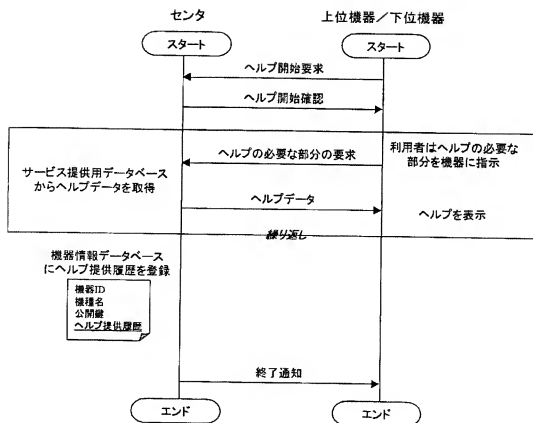 センタ
上位機器／下位機器
スタート
スタート
ヘルプ開始要求
ヘルプ開始確認
ヘルプの必要な部分の要求
利用者はヘルプの必要な
部分を機器に指示
サービス提供用データベース
からヘルプデータを取得
ヘルプデータ
ヘルプを表示
繰り返し
機器情報データベース
にヘルプ提供履歴を登録
機器ID
機種名
公開鍵
ヘルプ提供履歴
終了通知
エンド
エンド